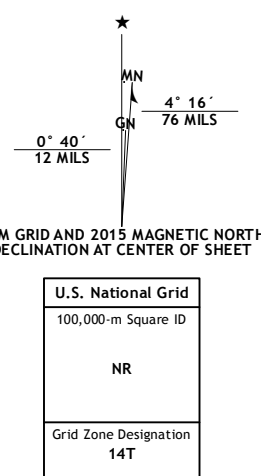 ★
MN
4° 16´
76 MILS
GN
0° 40´
12 MILS
M GRID AND 2015 MAGNETIC NORTH
DECLINATION AT CENTER OF SHEET
U.S. National Grid
100,000-m Square ID
NR
Grid Zone Designation
14T